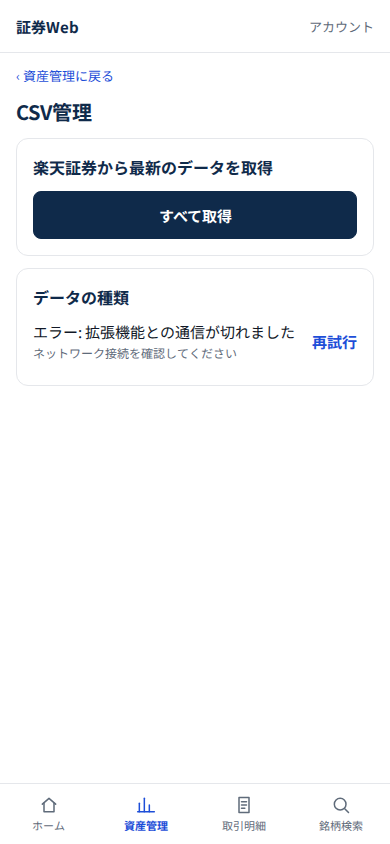 証券Web
アカウント
‹ 資産管理に戻る
CSV管理
楽天証券から最新のデータを取得
すべて取得
データの種類
エラー: 拡張機能との通信が切れました
ネットワーク接続を確認してください
再試行
ホーム
資産管理
取引明細
銘柄検索